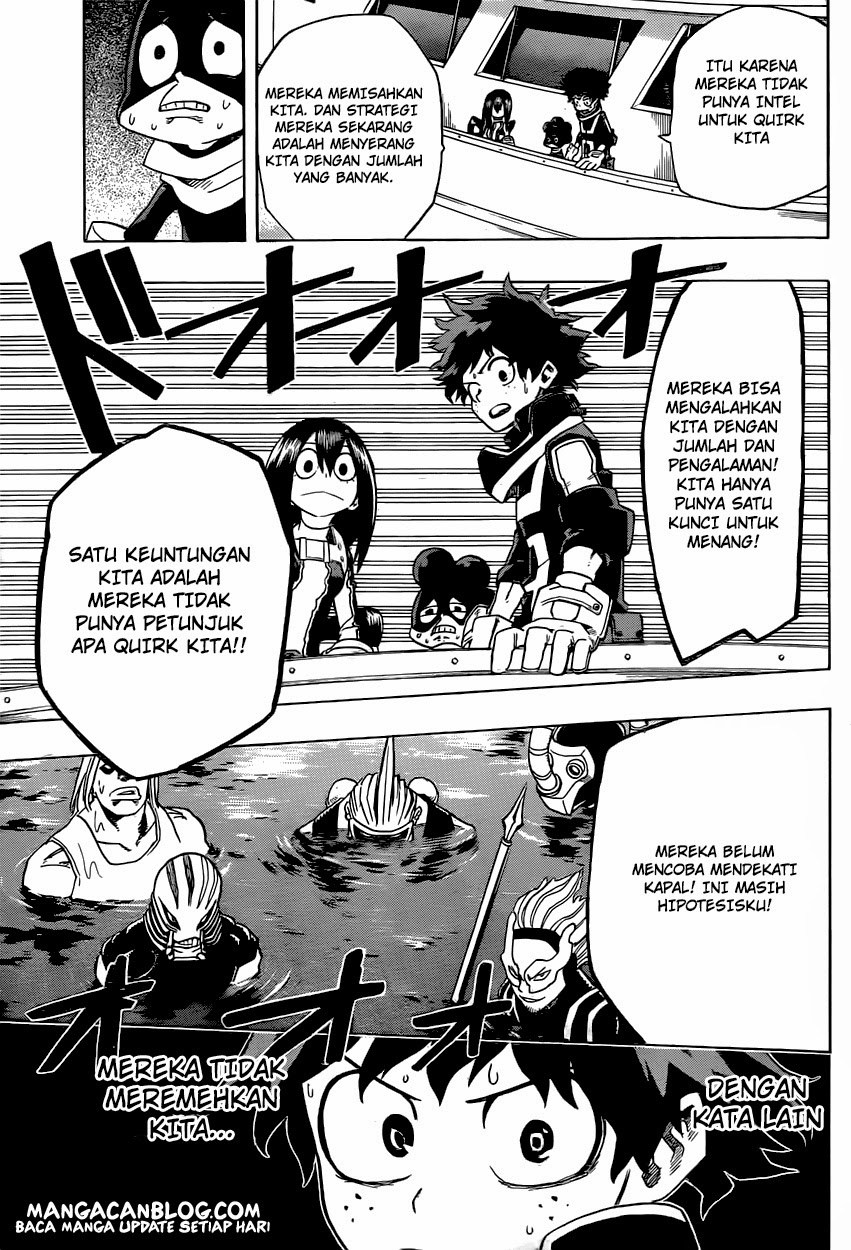 ITU KARENA
MEREKA TIDAK
PUNYA INTEL
UNTUK QUIRK
KITA
MEREKA MEMISAHKAN
KITA. DAN STRATEGI
MEREKA SEKARANG
ADALAH MENYERANG
KITA DENGAN JUMLAH
YANG BANYAK.
ドオオオ
MEREKA BISA
MENGALAHKAN
KITA DENGAN
JUMLAH DAN
PENGALAMAN!
KITA HANYA
PUNYA SATU
KUNCI UNTUK
MENANG!
SATU KEUNTUNGAN
KITA ADALAH
MEREKA TIDAK
PUNYA PETUNJUK
APA QUIRK KITA!!
MEREKA BELUM
MENCOBA MENDEKATI
KAPAL! INI MASIH
HIPOTESISKU!
オオオ
DENGAN
KATA LAIN
MEREKA TIDAK
MEREMEHKAN
KITA...
MANGACANBLOG.COM
BACA MANGA UPDATE SETIAP HARI